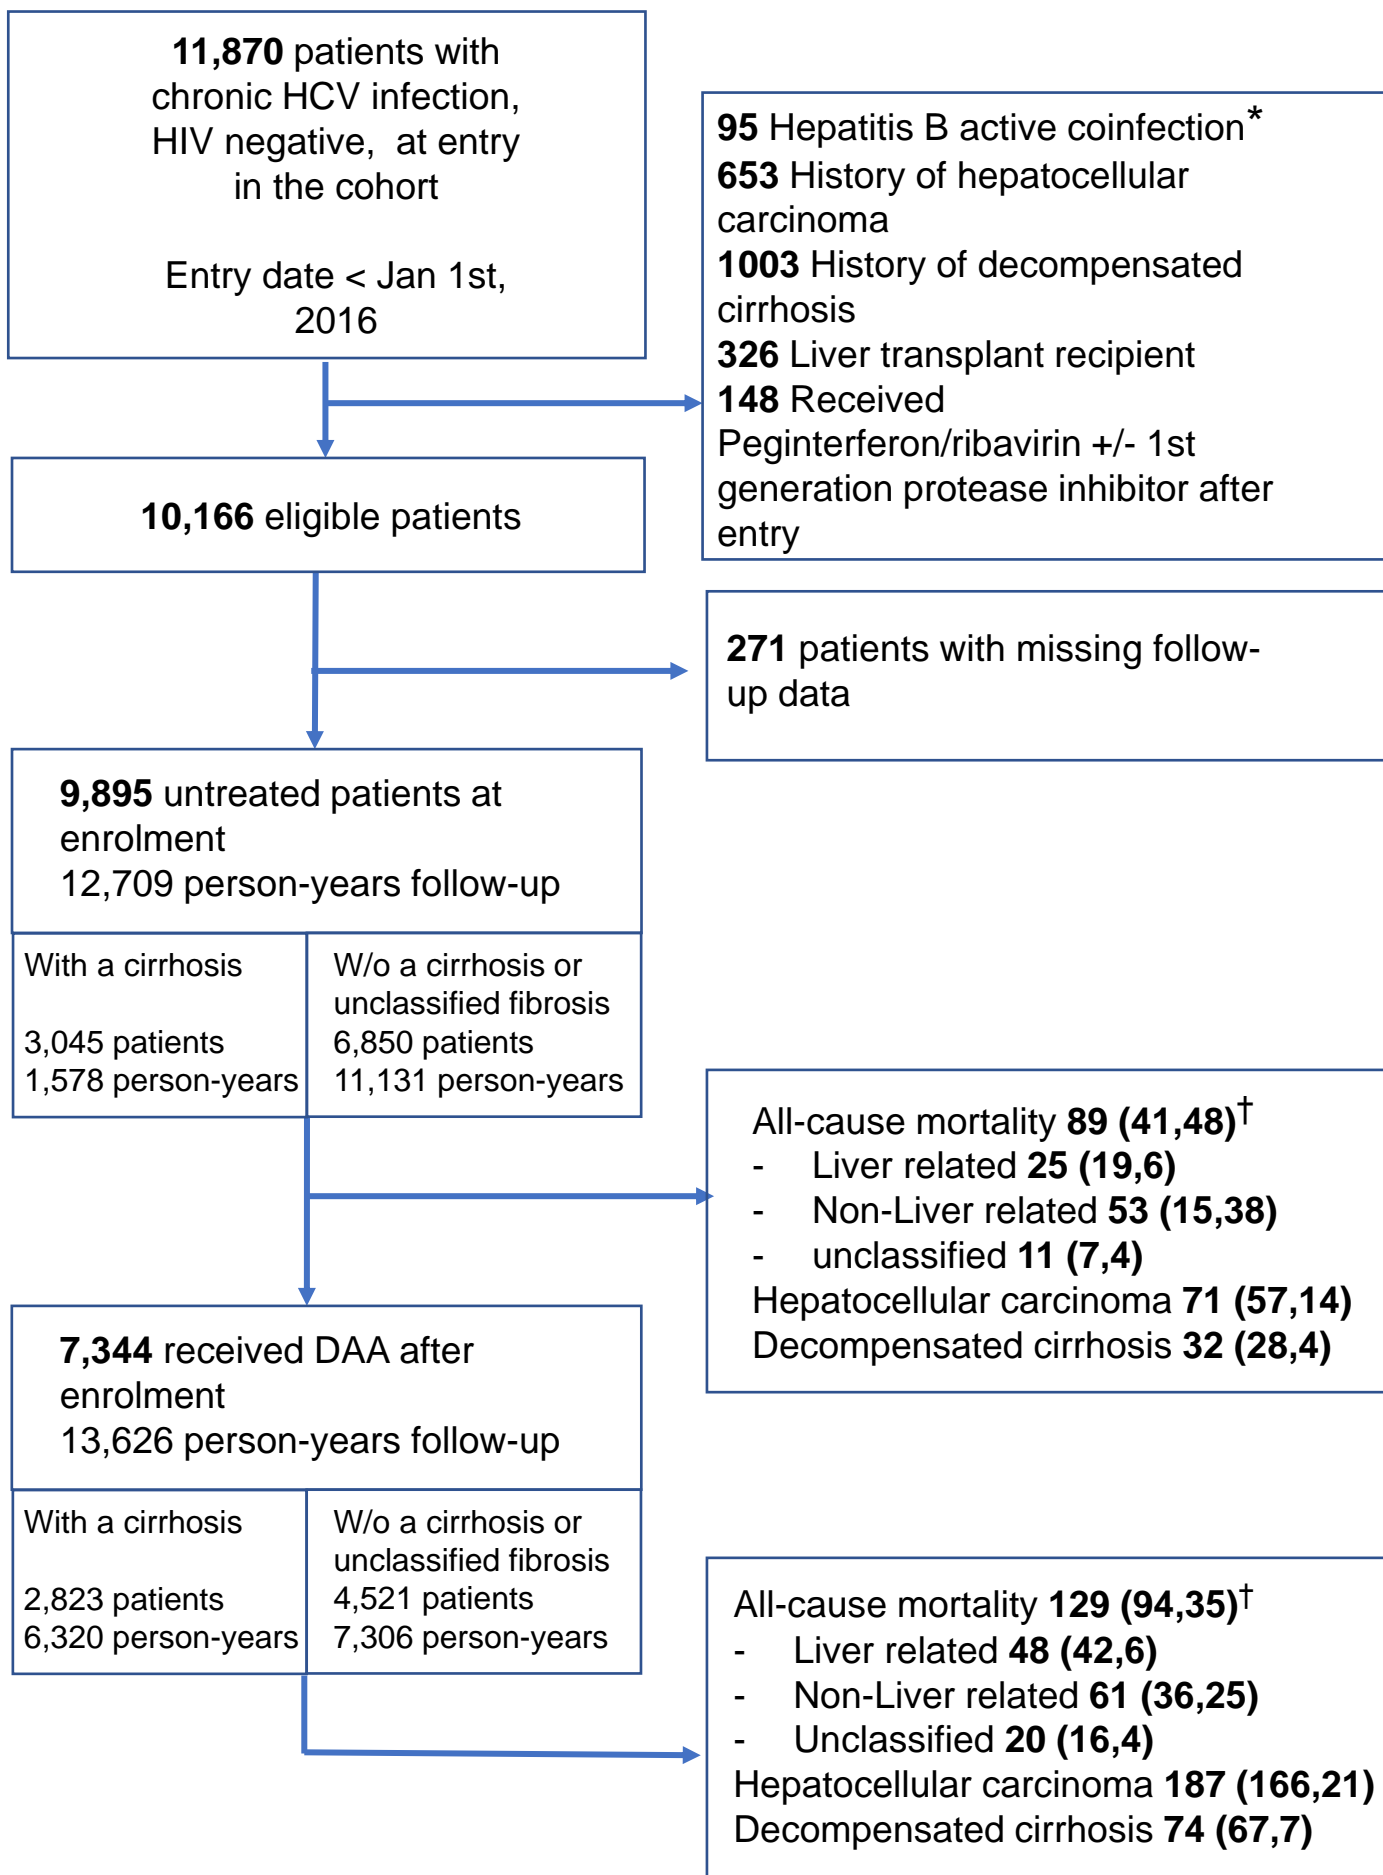 11,870 patients with
chronic HCV infection,
HIV negative, at entry
in the cohort
Entry date < Jan 1st,
2016
95 Hepatitis B active coinfection*
653 History of hepatocellular
carcinoma
1003 History of decompensated
cirrhosis
326 Liver transplant recipient
148 Received
Peginterferon/ribavirin +/- 1st
generation protease inhibitor after
entry
10,166 eligible patients
271 patients with missing follow-
up data
9,895 untreated patients at
enrolment
12,709 person-years follow-up
With a cirrhosis
3,045 patients
1,578 person-years
W/o a cirrhosis or
unclassified fibrosis
6,850 patients
11,131 person-years
All-cause mortality 89 (41,48)†
- Liver related 25 (19,6)
- Non-Liver related 53 (15,38)
- unclassified 11 (7,4)
Hepatocellular carcinoma 71 (57,14)
Decompensated cirrhosis 32 (28,4)
7,344 received DAA after
enrolment
13,626 person-years follow-up
With a cirrhosis
2,823 patients
6,320 person-years
W/o a cirrhosis or
unclassified fibrosis
4,521 patients
7,306 person-years
All-cause mortality 129 (94,35)†
- Liver related 48 (42,6)
- Non-Liver related 61 (36,25)
- Unclassified 20 (16,4)
Hepatocellular carcinoma 187 (166,21)
Decompensated cirrhosis 74 (67,7)